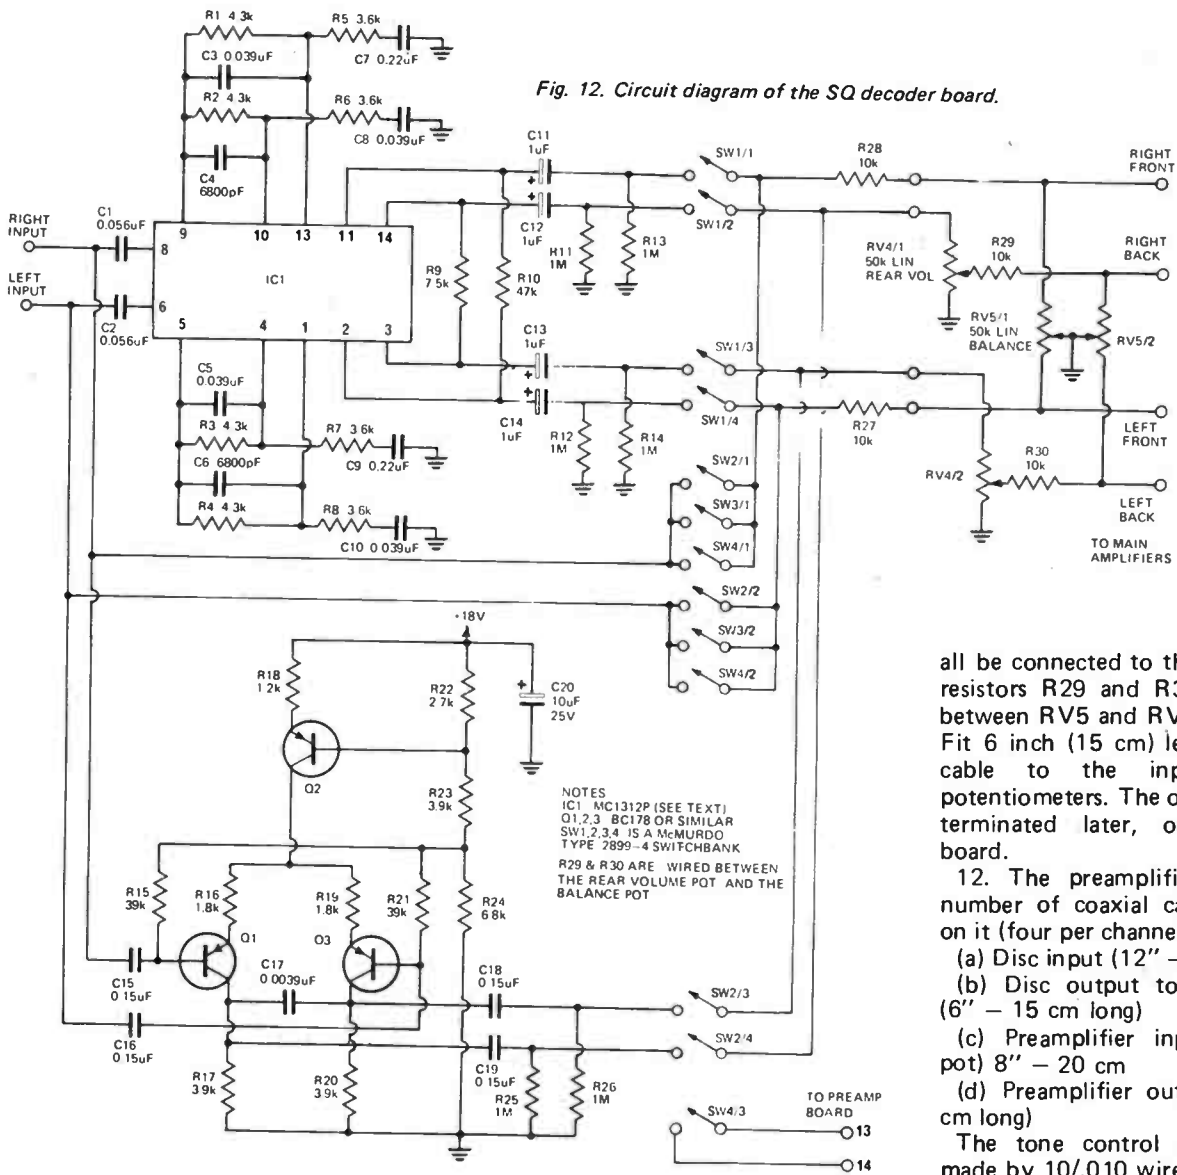 Fig. 12. Circuit diagram of the SQ decoder board.
R1 4.3k
R5 3.6k
C3 0.039uF
C7 0.22uF
R2 4.3k
R6 3.6k
C8 0.039uF
C4
6800pF
RIGHT
INPUT
C1
0.056uF
LEFT
INPUT
C2
0.056uF
9
10
13
11
14
8
6
IC1
5
4
1
2
3
C5
0.039uF
R3 4.3k
C6 6800pF
R4 4.3k
R7 3.6k
C9 0.22uF
R8 3.6k
C10 0.039uF
R9
7.5k
R10
47k
C11
1uF
+
C12
1uF
+
R11
1M
R13
1M
C13
1uF
+
C14
1uF
+
R12
1M
R14
1M
SW1/1
SW1/2
SW1/3
SW1/4
SW2/1
SW3/1
SW4/1
SW2/2
SW3/2
SW4/2
R28
10k
RIGHT
FRONT
RV4/1
50k LIN
REAR VOL
R29
10k
RIGHT
BACK
RV5/1
50k LIN
BALANCE
RV5/2
R27
10k
LEFT
FRONT
RV4/2
R30
10k
LEFT
BACK
TO MAIN
AMPLIFIERS
+18V
R18
1.2k
R22
2.7k
+
C20
10uF
25V
Q2
R23
3.9k
NOTES
IC1 MC1312P (SEE TEXT)
Q1,2,3 BC178 OR SIMILAR
SW1,2,3,4 IS A McMURDO
TYPE 2899-4 SWITCHBANK
R29 & R30 ARE WIRED BETWEEN
THE REAR VOLUME POT AND THE
BALANCE POT
R15
39k
R16
1.8k
R19
1.8k
R21
39k
R24
6.8k
Q1
Q3
C15
0.15uF
C17
0.0039uF
C16
0.15uF
C18
0.15uF
C19
0.15uF
R17
3.9k
R20
3.9k
R25
1M
R26
1M
SW2/3
SW2/4
SW4/3
TO PREAMP
BOARD
13
14
all be connected to th
resistors R29 and R3
between RV5 and RV
Fit 6 inch (15 cm) le
cable to the inp
potentiometers. The o
terminated later, o
board.
12. The preamplifi
number of coaxial ca
on it (four per channe
(a) Disc input (12" –
(b) Disc output to
(6" – 15 cm long)
(c) Preamplifier inp
pot) 8" – 20 cm
(d) Preamplifier out
cm long)
The tone control
made by 10/.010 wire